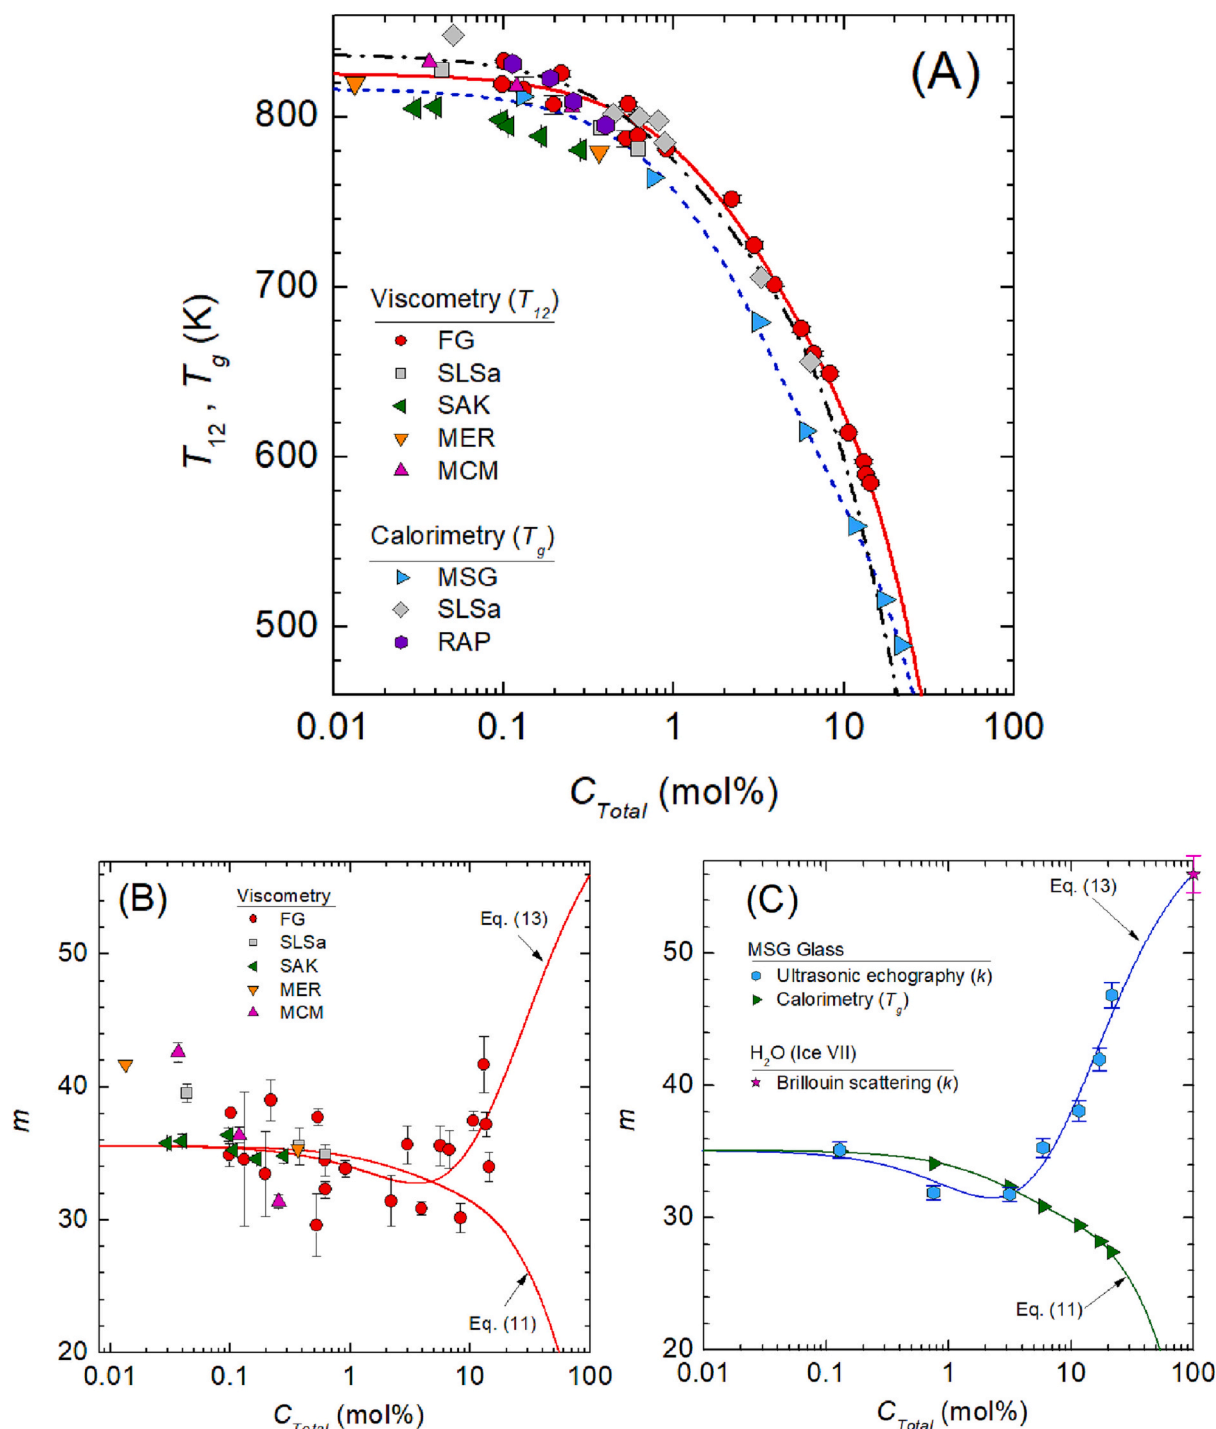 (A)
800
700
600
500
T12 , Tg (K)
Viscometry (T12)
FG
SLSa
SAK
MER
MCM
Calorimetry (Tg)
MSG
SLSa
RAP
0.01 0.1 1 10 100
CTotal (mol%)
(B)
Viscometry
FG
SLSa
SAK
MER
MCM
Eq. (13)
Eq. (11)
50
40
30
20
m
0.01 0.1 1 10 100
CTotal (mol%)
(C)
Eq. (13)
MSG Glass
Ultrasonic echography (k)
Calorimetry (Tg)
H2O (Ice VII)
Brillouin scattering (k)
Eq. (11)
50
40
30
20
m
0.01 0.1 1 10 100
CTotal (mol%)